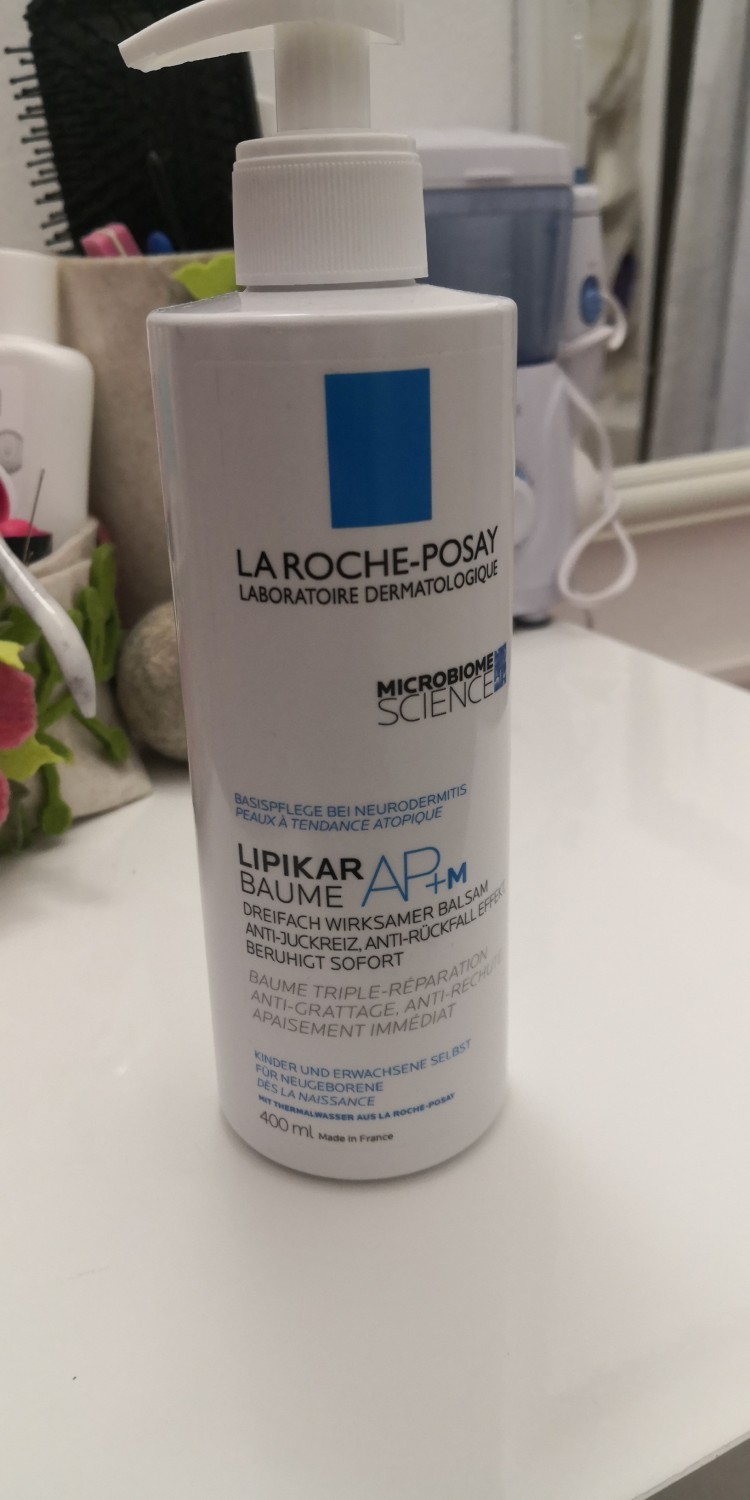 LA ROCHE-POSAY
LABORATOIRE DERMATOLOGIQUE
MICROBIOME
SCIENCE
BASISPFLEGE BEI NEURODERMITIS
PEAUX À TENDANCE ATOPIQUE
LIPIKAR
BAUME AP+M
DREIFACH WIRKSAMER BALSAM
ANTI-JUCKREIZ, ANTI-RÜCKFALL EFFEKT
BERUHIGT SOFORT
BAUME TRIPLE-RÉPARATION
ANTI-GRATTAGE, ANTI-RECHUTE
APAISEMENT IMMÉDIAT
KINDER UND ERWACHSENE SELBST
FÜR NEUGEBORENE
DÈS LA NAISSANCE
MIT THERMALWASSER AUS LA ROCHE-POSAY
400 ml Made in France